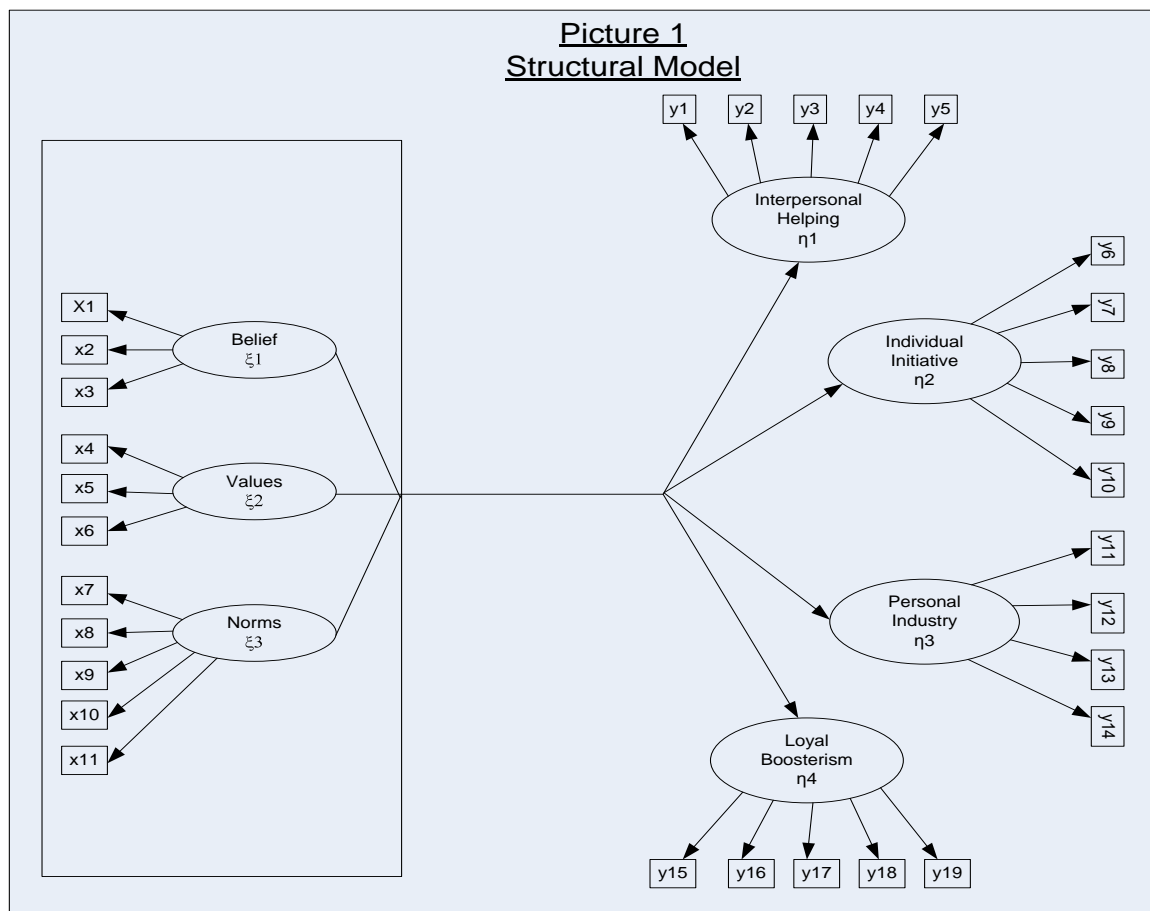 Picture 1
Structural Model
y1
y2
y3
y4
y5
Interpersonal
Helping
η1
X1
x2
x3
Belief
ξ1
x4
x5
x6
Values
ξ2
x7
x8
x9
x10
x11
Norms
ξ3
Individual
Initiative
η2
y6
y7
y8
y9
y10
Personal
Industry
η3
y11
y12
y13
y14
Loyal
Boosterism
η4
y15
y16
y17
y18
y19